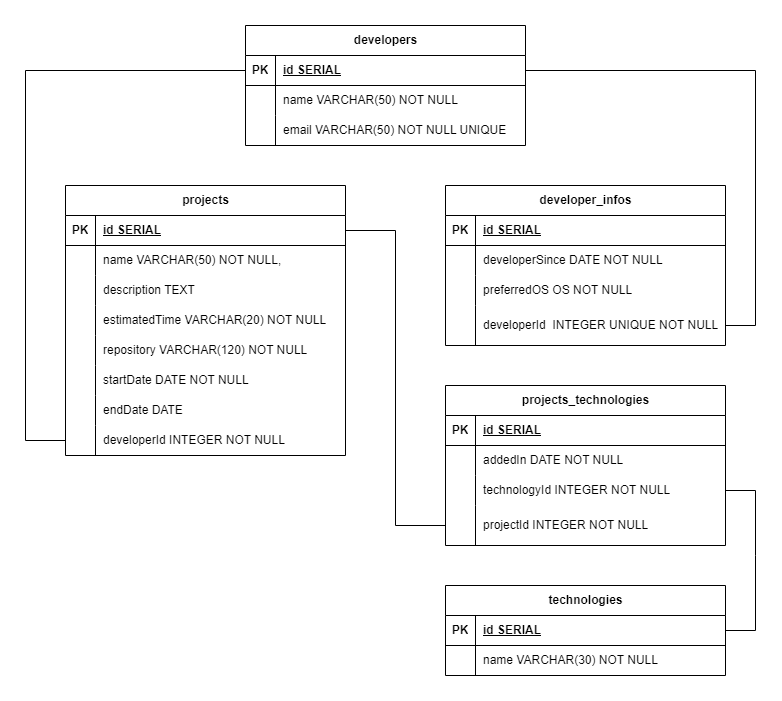 developers
PK id SERIAL
name VARCHAR(50) NOT NULL
email VARCHAR(50) NOT NULL UNIQUE
projects
PK id SERIAL
name VARCHAR(50) NOT NULL,
description TEXT
estimatedTime VARCHAR(20) NOT NULL
repository VARCHAR(120) NOT NULL
startDate DATE NOT NULL
endDate DATE
developerId INTEGER NOT NULL
developer_infos
PK id SERIAL
developerSince DATE NOT NULL
preferredOS OS NOT NULL
developerId  INTEGER UNIQUE NOT NULL
projects_technologies
PK id SERIAL
addedIn DATE NOT NULL
technologyId INTEGER NOT NULL
projectId INTEGER NOT NULL
technologies
PK id SERIAL
name VARCHAR(30) NOT NULL